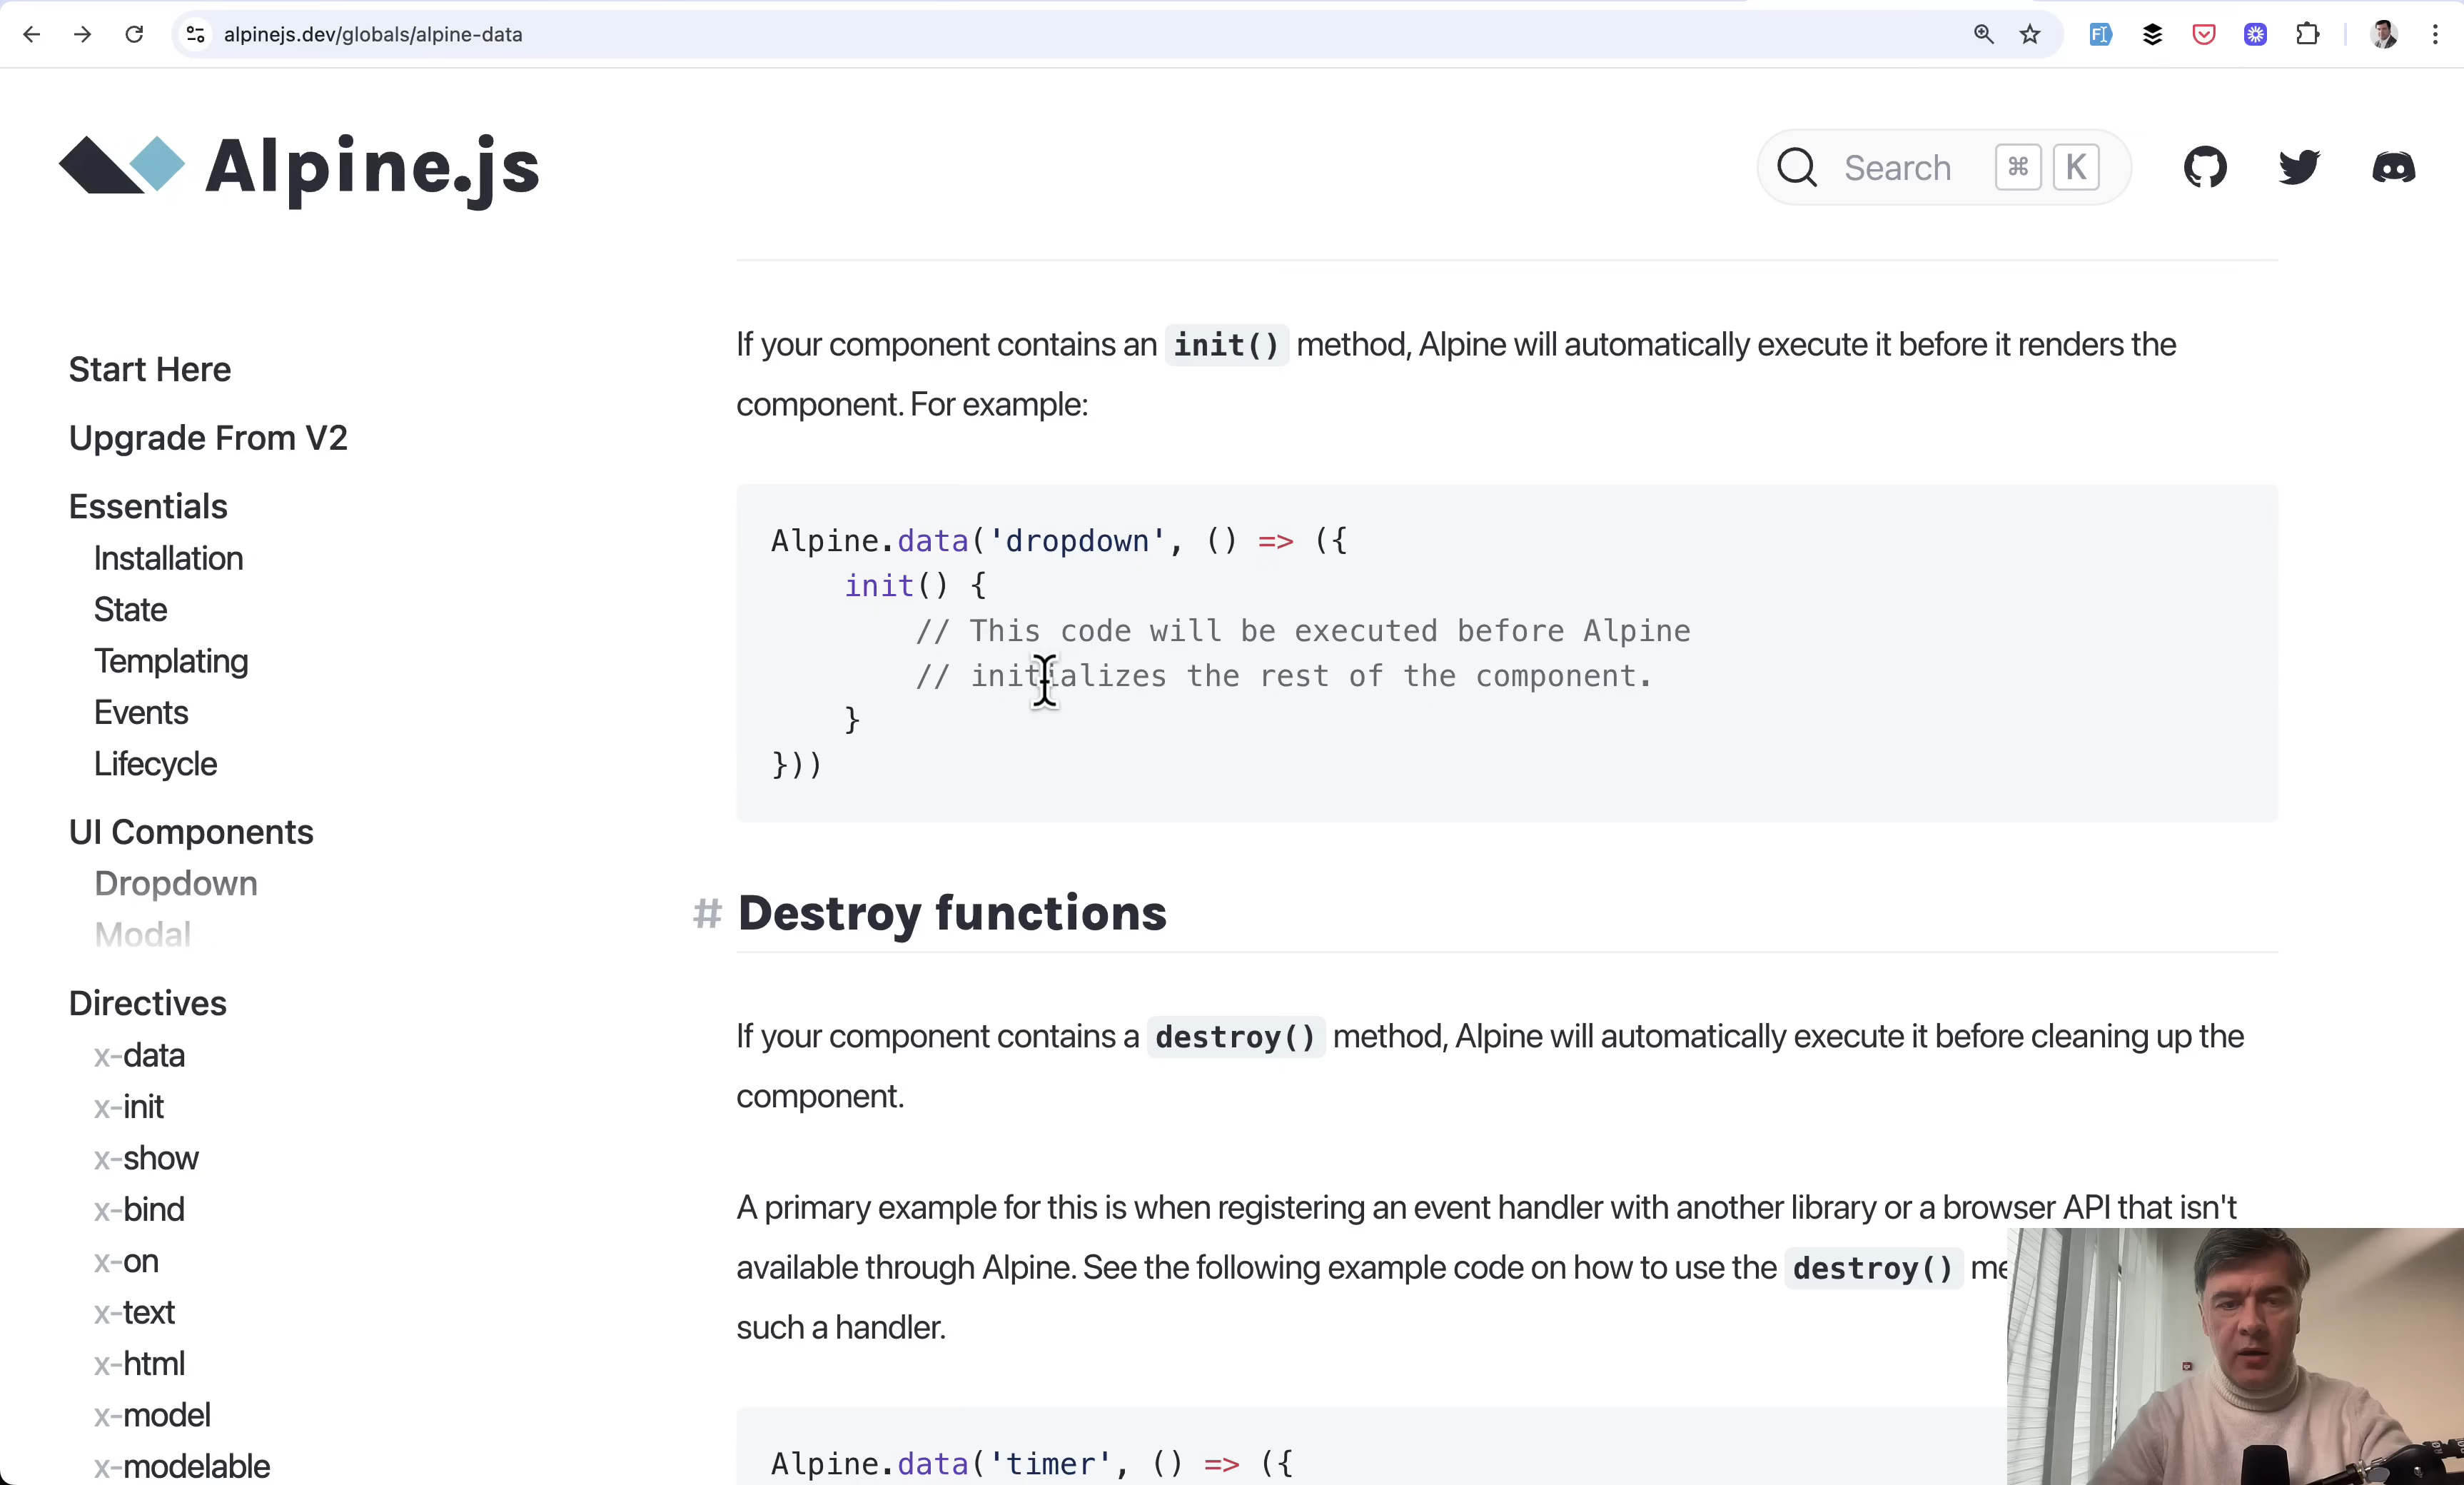 alpinejs.dev/globals/alpine-data
Alpine.js
Search ⌘ K
Start Here
Upgrade From V2
Essentials
Installation
State
Templating
Events
Lifecycle
UI Components
Dropdown
Modal
Directives
x-data
x-init
x-show
x-bind
x-on
x-text
x-html
x-model
x-modelable
If your component contains an init() method, Alpine will automatically execute it before it renders the
component. For example:
Alpine.data('dropdown', () => ({
    init() {
        // This code will be executed before Alpine
        // initializes the rest of the component.
    }
}))
# Destroy functions
If your component contains a destroy() method, Alpine will automatically execute it before cleaning up the
component.
A primary example for this is when registering an event handler with another library or a browser API that isn't
available through Alpine. See the following example code on how to use the destroy()
such a handler.
Alpine.data('timer', () => ({